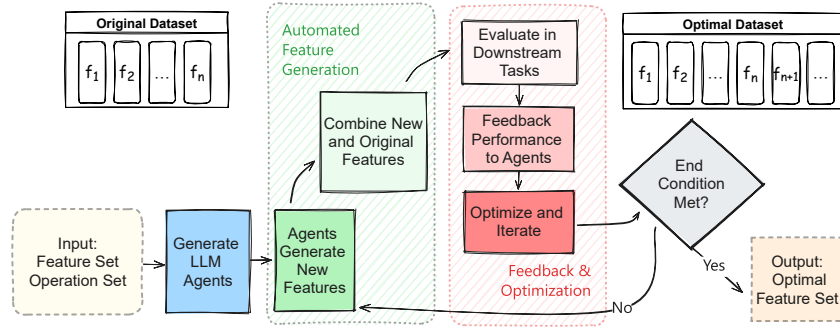 Original Dataset
f1 f2 ... fn
Input:
Feature Set
Operation Set
Generate
LLM
Agents
Automated
Feature
Generation
Agents
Generate
New
Features
Combine New
and Original
Features
Evaluate in
Downstream
Tasks
Feedback
Performance
to Agents
Optimize and
Iterate
Feedback &
Optimization
Optimal Dataset
f1 f2 ... fn fn+1 ...
End
Condition
Met?
No
Yes
Output:
Optimal
Feature Set